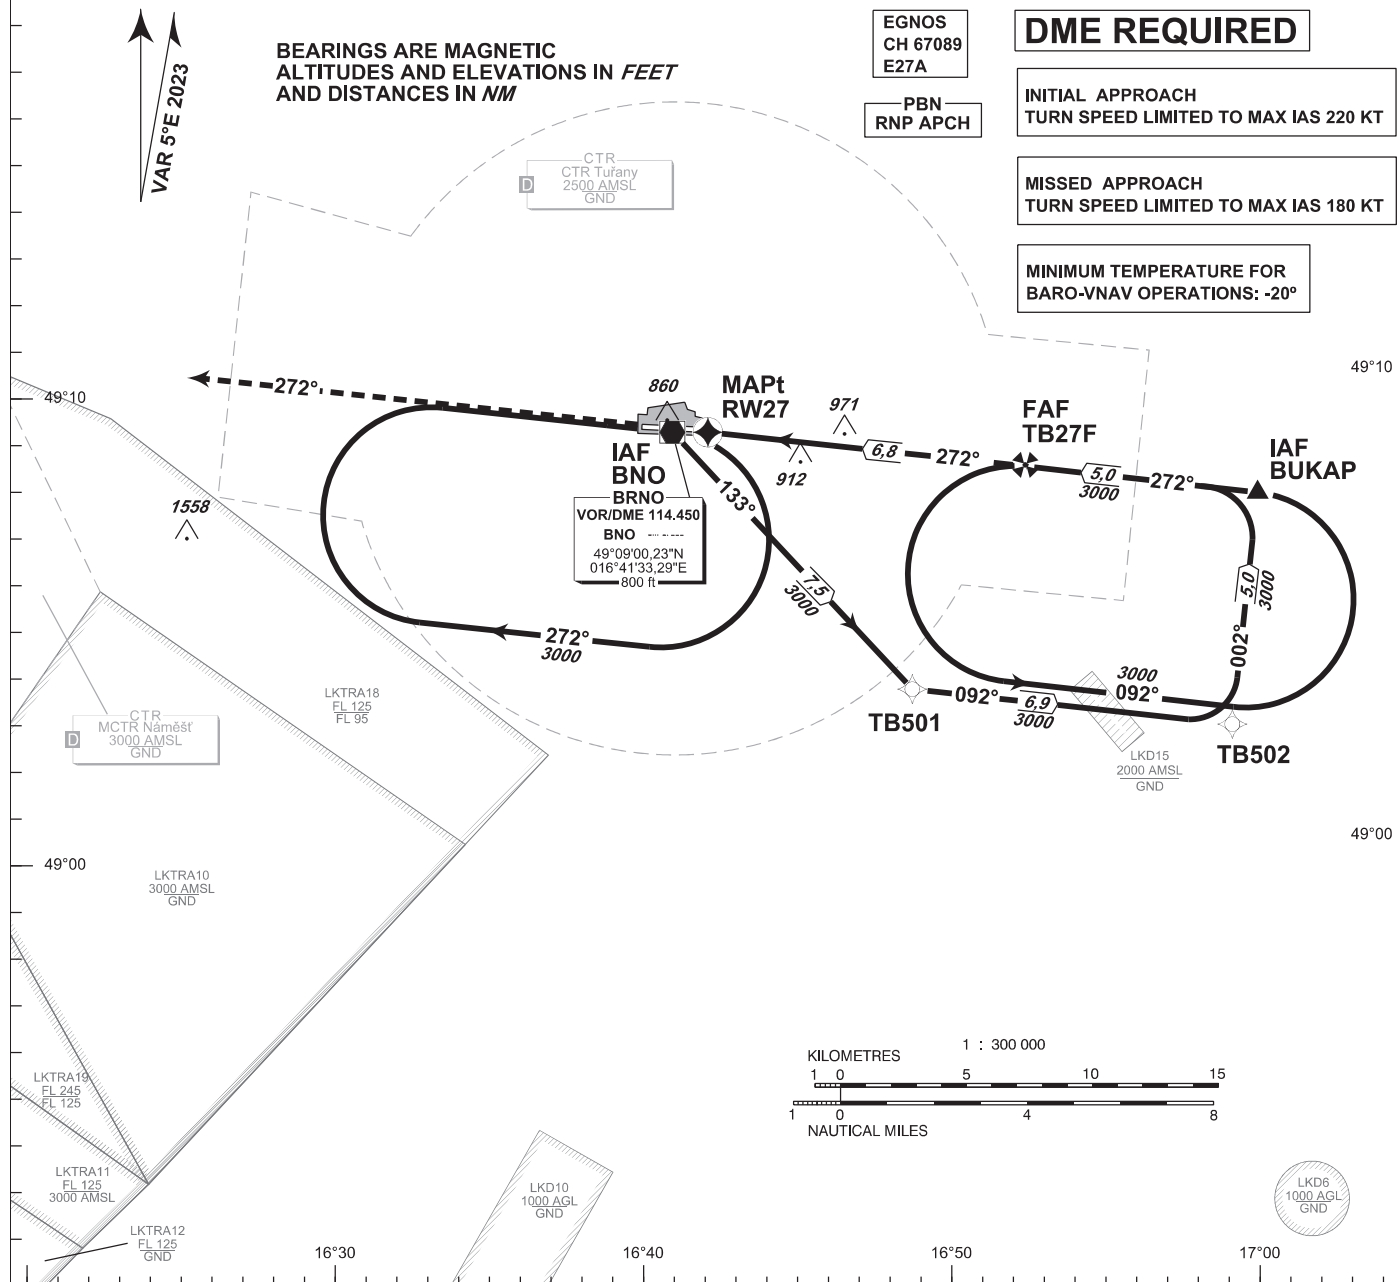 VAR 5°E 2023
BEARINGS ARE MAGNETIC
ALTITUDES AND ELEVATIONS IN FEET
AND DISTANCES IN NM
EGNOS
CH 67089
E27A
PBN
RNP APCH
DME REQUIRED
INITIAL APPROACH
TURN SPEED LIMITED TO MAX IAS 220 KT
MISSED APPROACH
TURN SPEED LIMITED TO MAX IAS 180 KT
MINIMUM TEMPERATURE FOR
BARO-VNAV OPERATIONS: -20º
CTR
CTR Tuřany
D
2500 AMSL
GND
49°10
49°10
272°
860
MAPt
RW27
971
912
6,8
272°
FAF
TB27F
5,0
3000
272°
IAF
BUKAP
IAF
BNO
BRNO
VOR/DME 114.450
BNO
49°09'00,23"N
016°41'33,29"E
800 ft
133°
7,5
3000
1558
272°
3000
5,0
3000
002°
3000
092°
092°
6,9
3000
TB501
TB502
LKD15
2000 AMSL
GND
LKTRA18
FL 125
FL 95
CTR
MCTR Náměšť
D
3000 AMSL
GND
49°00
49°00
LKTRA10
3000 AMSL
GND
LKTRA19
FL 245
FL 125
LKTRA11
FL 125
3000 AMSL
LKTRA12
FL 125
GND
LKD10
1000 AGL
GND
LKD6
1000 AGL
GND
1 : 300 000
KILOMETRES
1 0 5 10 15
1 0 4 8
NAUTICAL MILES
16°30 16°40 16°50 17°00